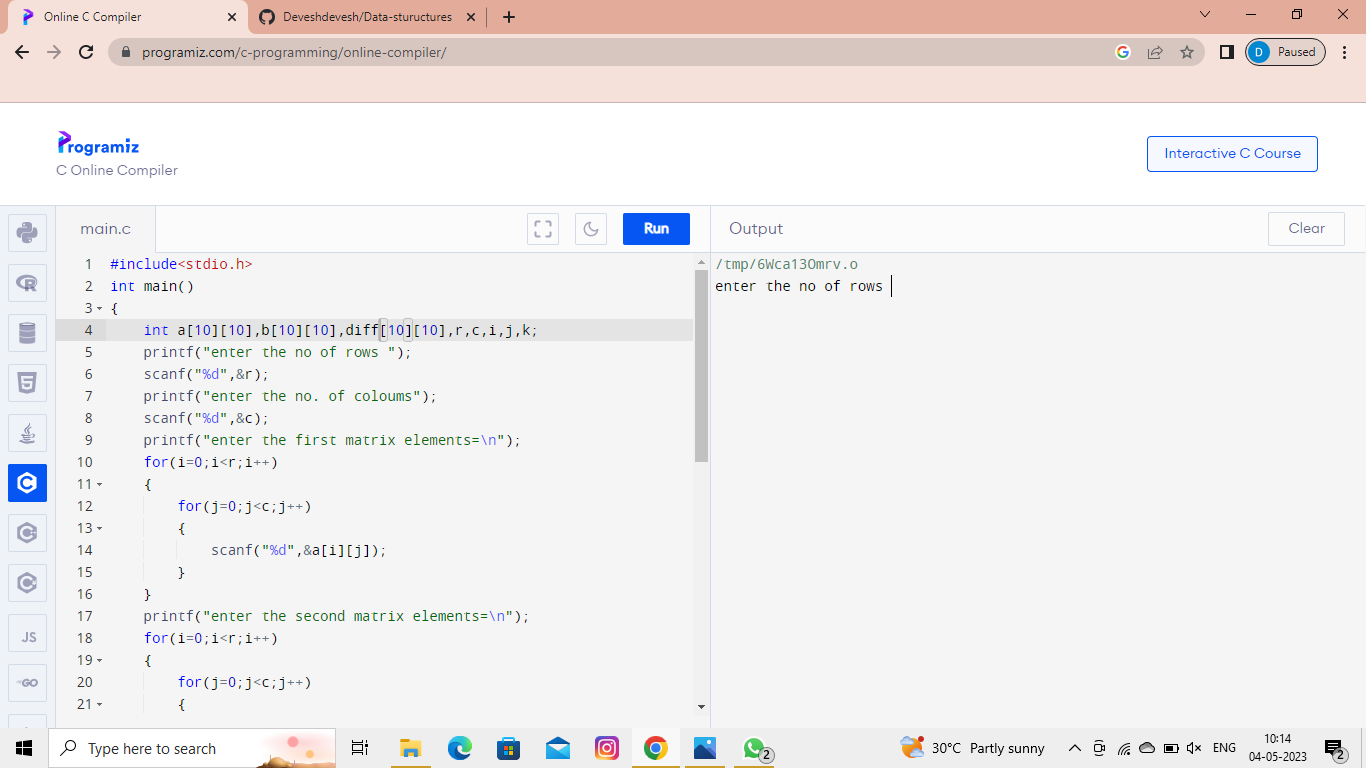 Online C Compiler
Deveshdevesh/Data-sturuc​tures
programiz.com/c-programming/online-compiler/
D Paused
Programiz
C Online Compiler
Interactive C Course
main.c
Run
Output
Clear
1 #include<stdio.h>
2 int main()
3 {
4 int a[10][10],b[10][10],diff[10][10],r,c,i,j,k;
5 printf("enter the no of rows ");
6 scanf("%d",&r);
7 printf("enter the no. of coloums");
8 scanf("%d",&c);
9 printf("enter the first matrix elements=\n");
10 for(i=0;i<r;i++)
11 {
12 for(j=0;j<c;j++)
13 {
14 scanf("%d",&a[i][j]);
15 }
16 }
17 printf("enter the second matrix elements=\n");
18 for(i=0;i<r;i++)
19 {
20 for(j=0;j<c;j++)
21 {
/tmp/6Wca13Omrv.o
enter the no of rows
JS
GO
Type here to search
2
30°C Partly sunny
ENG
10:14
04-05-2023
2